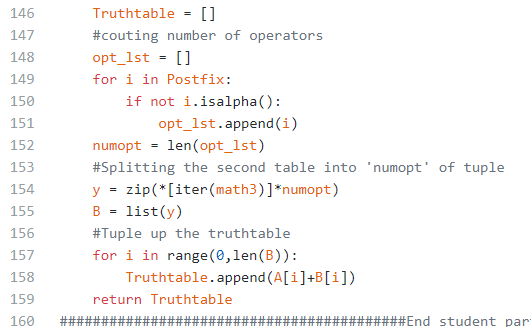 146 Truthtable = []
147 #couting number of operators
148 opt_lst = []
149 for i in Postfix:
150 if not i.isalpha():
151 opt_lst.append(i)
152 numopt = len(opt_lst)
153 #Splitting the second table into 'numopt' of tuple
154 y = zip(*[iter(math3)]*numopt)
155 B = list(y)
156 #Tuple up the truthtable
157 for i in range(0,len(B)):
158 Truthtable.append(A[i]+B[i])
159 return Truthtable
160 ##########################################End student par